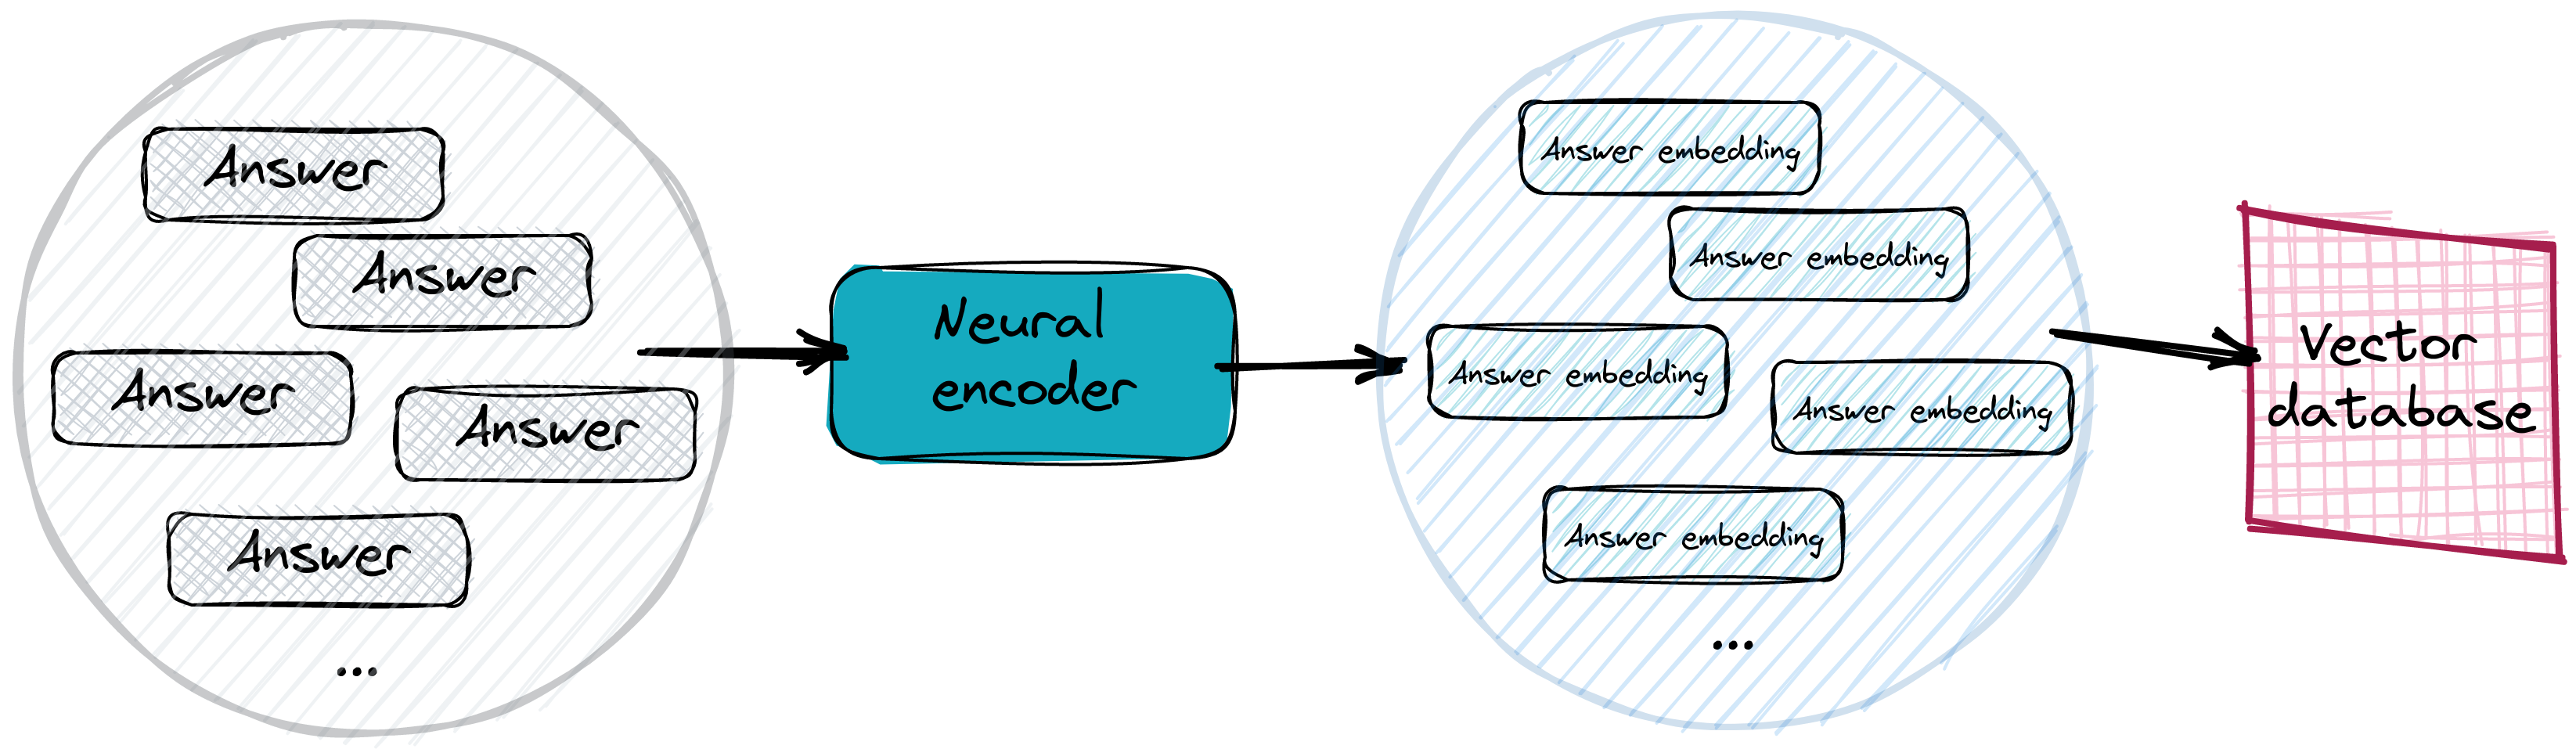 Answer
Answer
Answer
Answer
Answer
...
Neural
encoder
Answer embedding
Answer embedding
Answer embedding
Answer embedding
Answer embedding
...
Vector
database